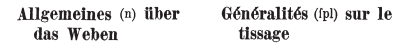 Allgemeines (n) über
das Weben
Généralités (fpl) sur le
tissage